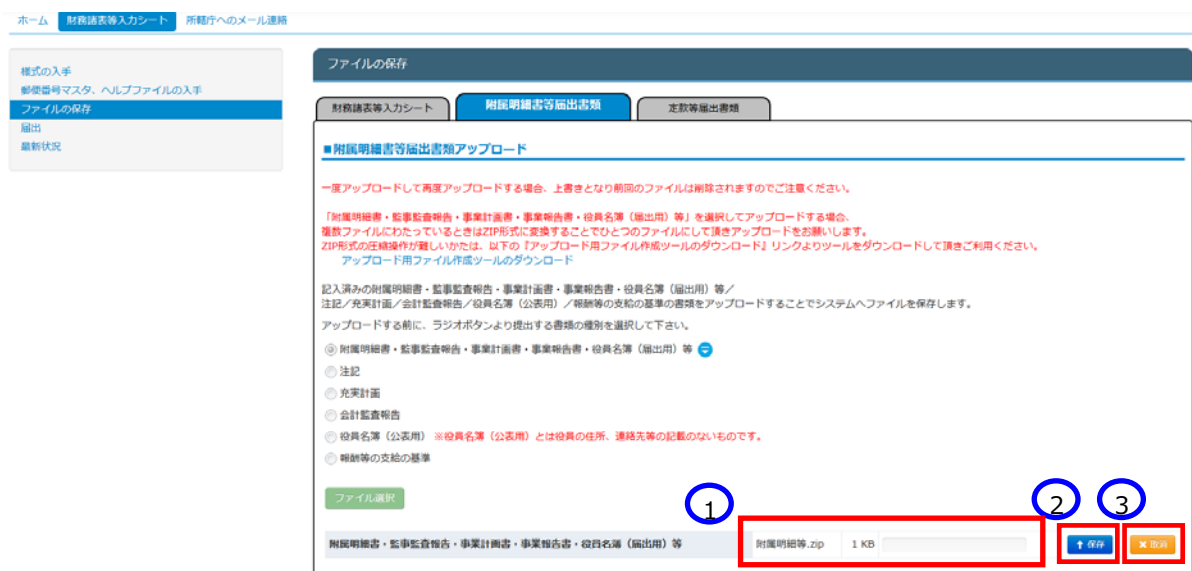 ホーム 財務諸表等入力シート 所轄庁へのメール連絡
様式の入手
郵便番号マスタ、ヘルプファイルの入手
ファイルの保存
届出
最新状況
ファイルの保存
財務諸表等入力シート 附属明細書等届出書類 定款等届出書類
■附属明細書等届出書類アップロード
一度アップロードして再度アップロードする場合、上書きとなり前回のファイルは削除されますのでご注意ください。
「附属明細書・監事監査報告・事業計画書・事業報告書・役員名簿（届出用）等」を選択してアップロードする場合、
複数ファイルにわたっているときはZIP形式に変換することでひとつのファイルにして頂きアップロードをお願いします。
ZIP形式の圧縮操作が難しいかたは、以下の『アップロード用ファイル作成ツールのダウンロード』リンクよりツールをダウンロードして頂きご利用ください。
アップロード用ファイル作成ツールのダウンロード
記入済みの附属明細書・監事監査報告・事業計画書・事業報告書・役員名簿（届出用）等／
注記／充実計画／会計監査報告／役員名簿（公表用）／報酬等の支給の基準の書類をアップロードすることでシステムへファイルを保存します。
アップロードする前に、ラジオボタンより提出する書類の種別を選択して下さい。
附属明細書・監事監査報告・事業計画書・事業報告書・役員名簿（届出用）等
注記
充実計画
会計監査報告
役員名簿（公表用） ※役員名簿（公表用）とは役員の住所、連絡先等の記載のないものです。
報酬等の支給の基準
ファイル選択
1 2 3
附属明細書・監事監査報告・事業計画書・事業報告書・役員名簿（届出用）等 附属明細等.zip 1 KB 保存 取消